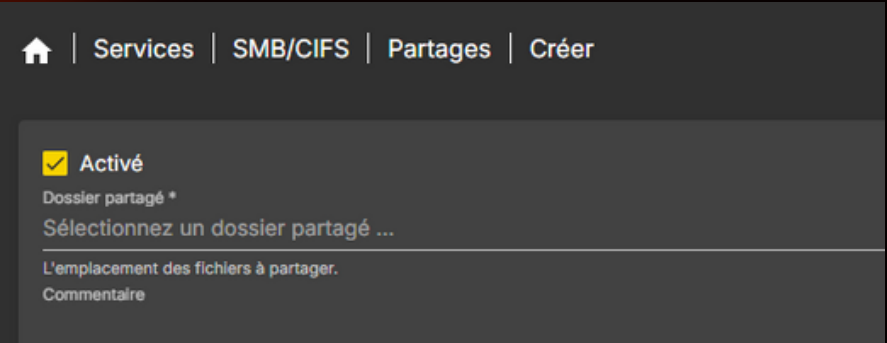 Services | SMB/CIFS | Partages | Créer
Activé
Dossier partagé *
Sélectionnez un dossier partagé ...
L'emplacement des fichiers à partager.
Commentaire